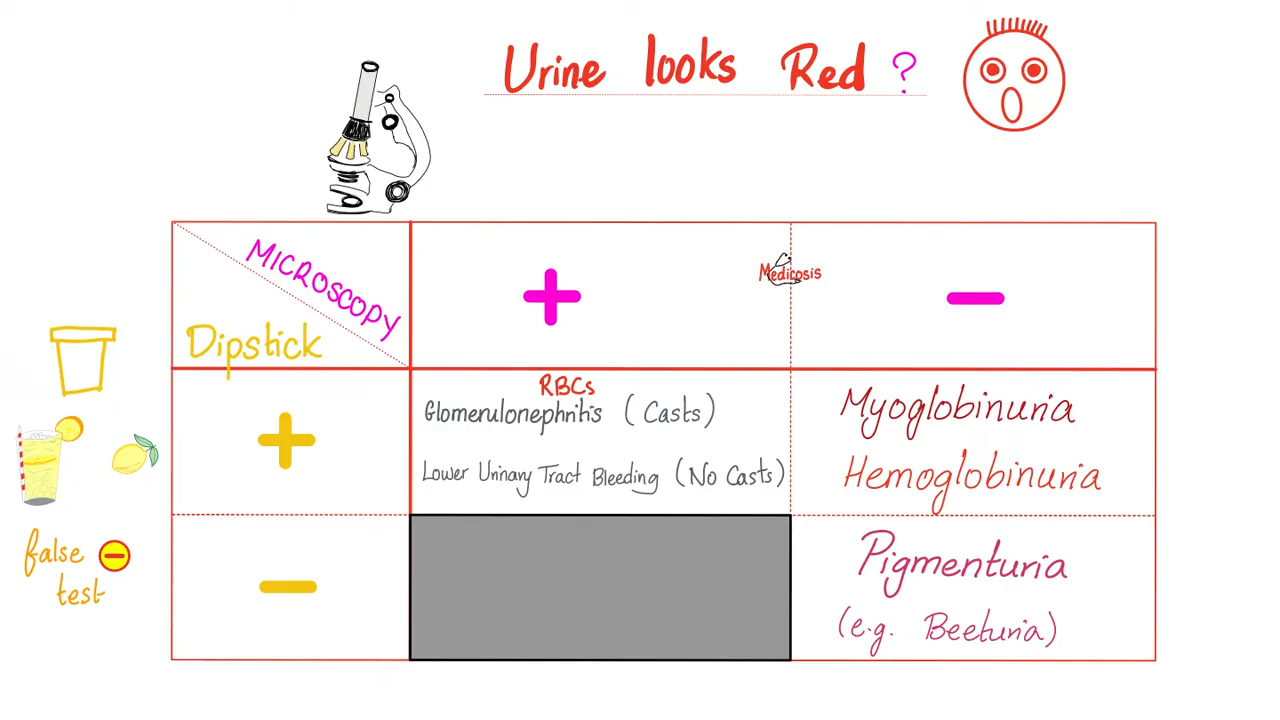 Urine looks Red ?
MICROSCOPY
Dipstick
+
Medicosis
−
+
RBCs
Glomerulonephritis (Casts)
Lower Urinary Tract Bleeding (No Casts)
Myoglobinuria
Hemoglobinuria
false −
test
−
Pigmenturia
(e.g. Beeturia)